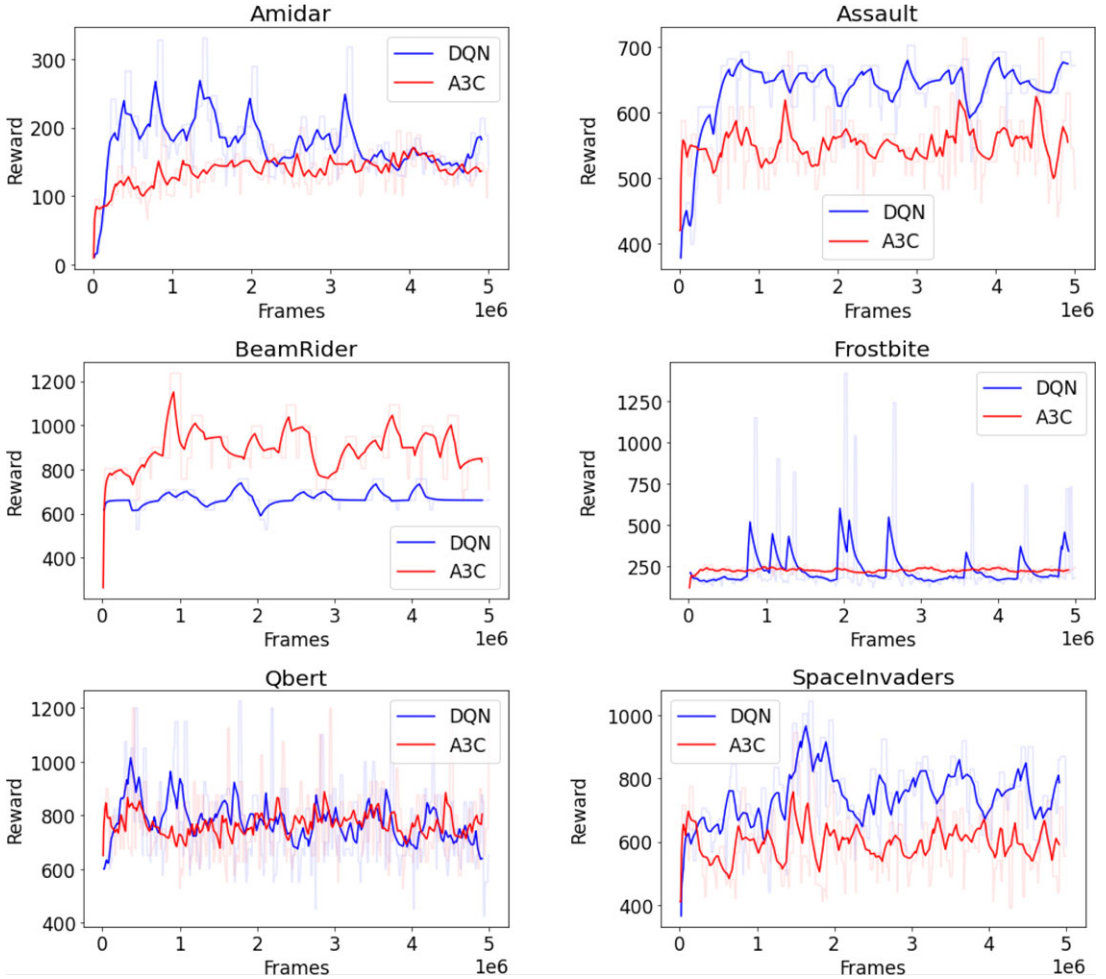 Amidar
Reward
300
200
100
0
DQN
A3C
0 1 2 3 4 5
Frames
1e6
Assault
Reward
700
600
500
400
DQN
A3C
0 1 2 3 4 5
Frames
1e6
BeamRider
Reward
1200
1000
800
600
400
DQN
A3C
0 1 2 3 4 5
Frames
1e6
Frostbite
Reward
1250
1000
750
500
250
DQN
A3C
0 1 2 3 4 5
Frames
1e6
Qbert
Reward
1200
1000
800
600
400
DQN
A3C
0 1 2 3 4 5
Frames
1e6
SpaceInvaders
Reward
1000
800
600
400
DQN
A3C
0 1 2 3 4 5
Frames
1e6